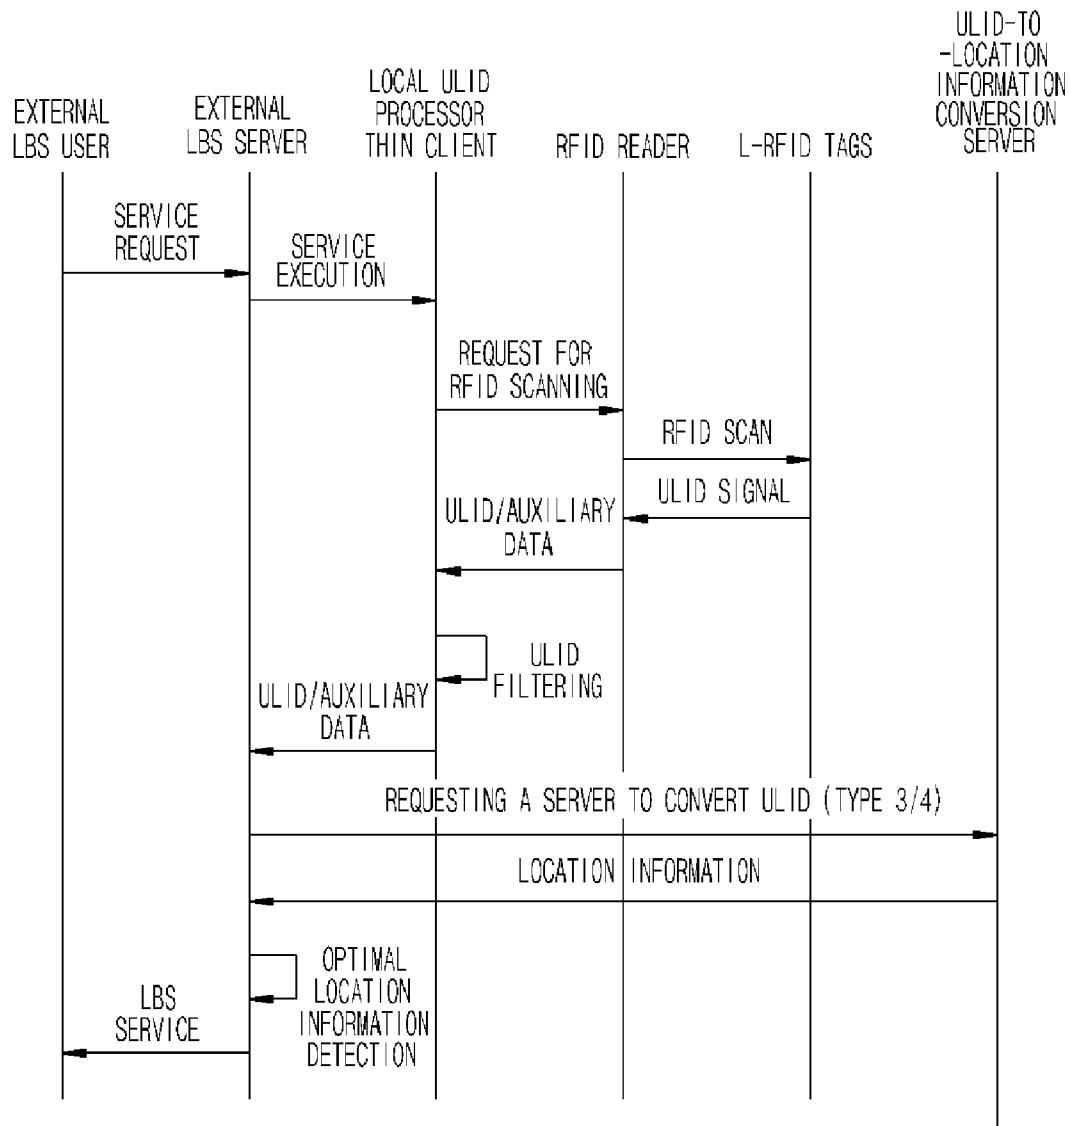 EXTERNAL
LBS USER
EXTERNAL
LBS SERVER
LOCAL ULID
PROCESSOR
THIN CLIENT
RFID READER
L-RFID TAGS
ULID-TO
-LOCATION
INFORMATION
CONVERSION
SERVER
SERVICE
REQUEST
SERVICE
EXECUTION
REQUEST FOR
RFID SCANNING
RFID SCAN
ULID SIGNAL
ULID/AUXILIARY
DATA
ULID
FILTERING
ULID/AUXILIARY
DATA
REQUESTING A SERVER TO CONVERT ULID (TYPE 3/4)
LOCATION INFORMATION
OPTIMAL
LOCATION
INFORMATION
DETECTION
LBS
SERVICE